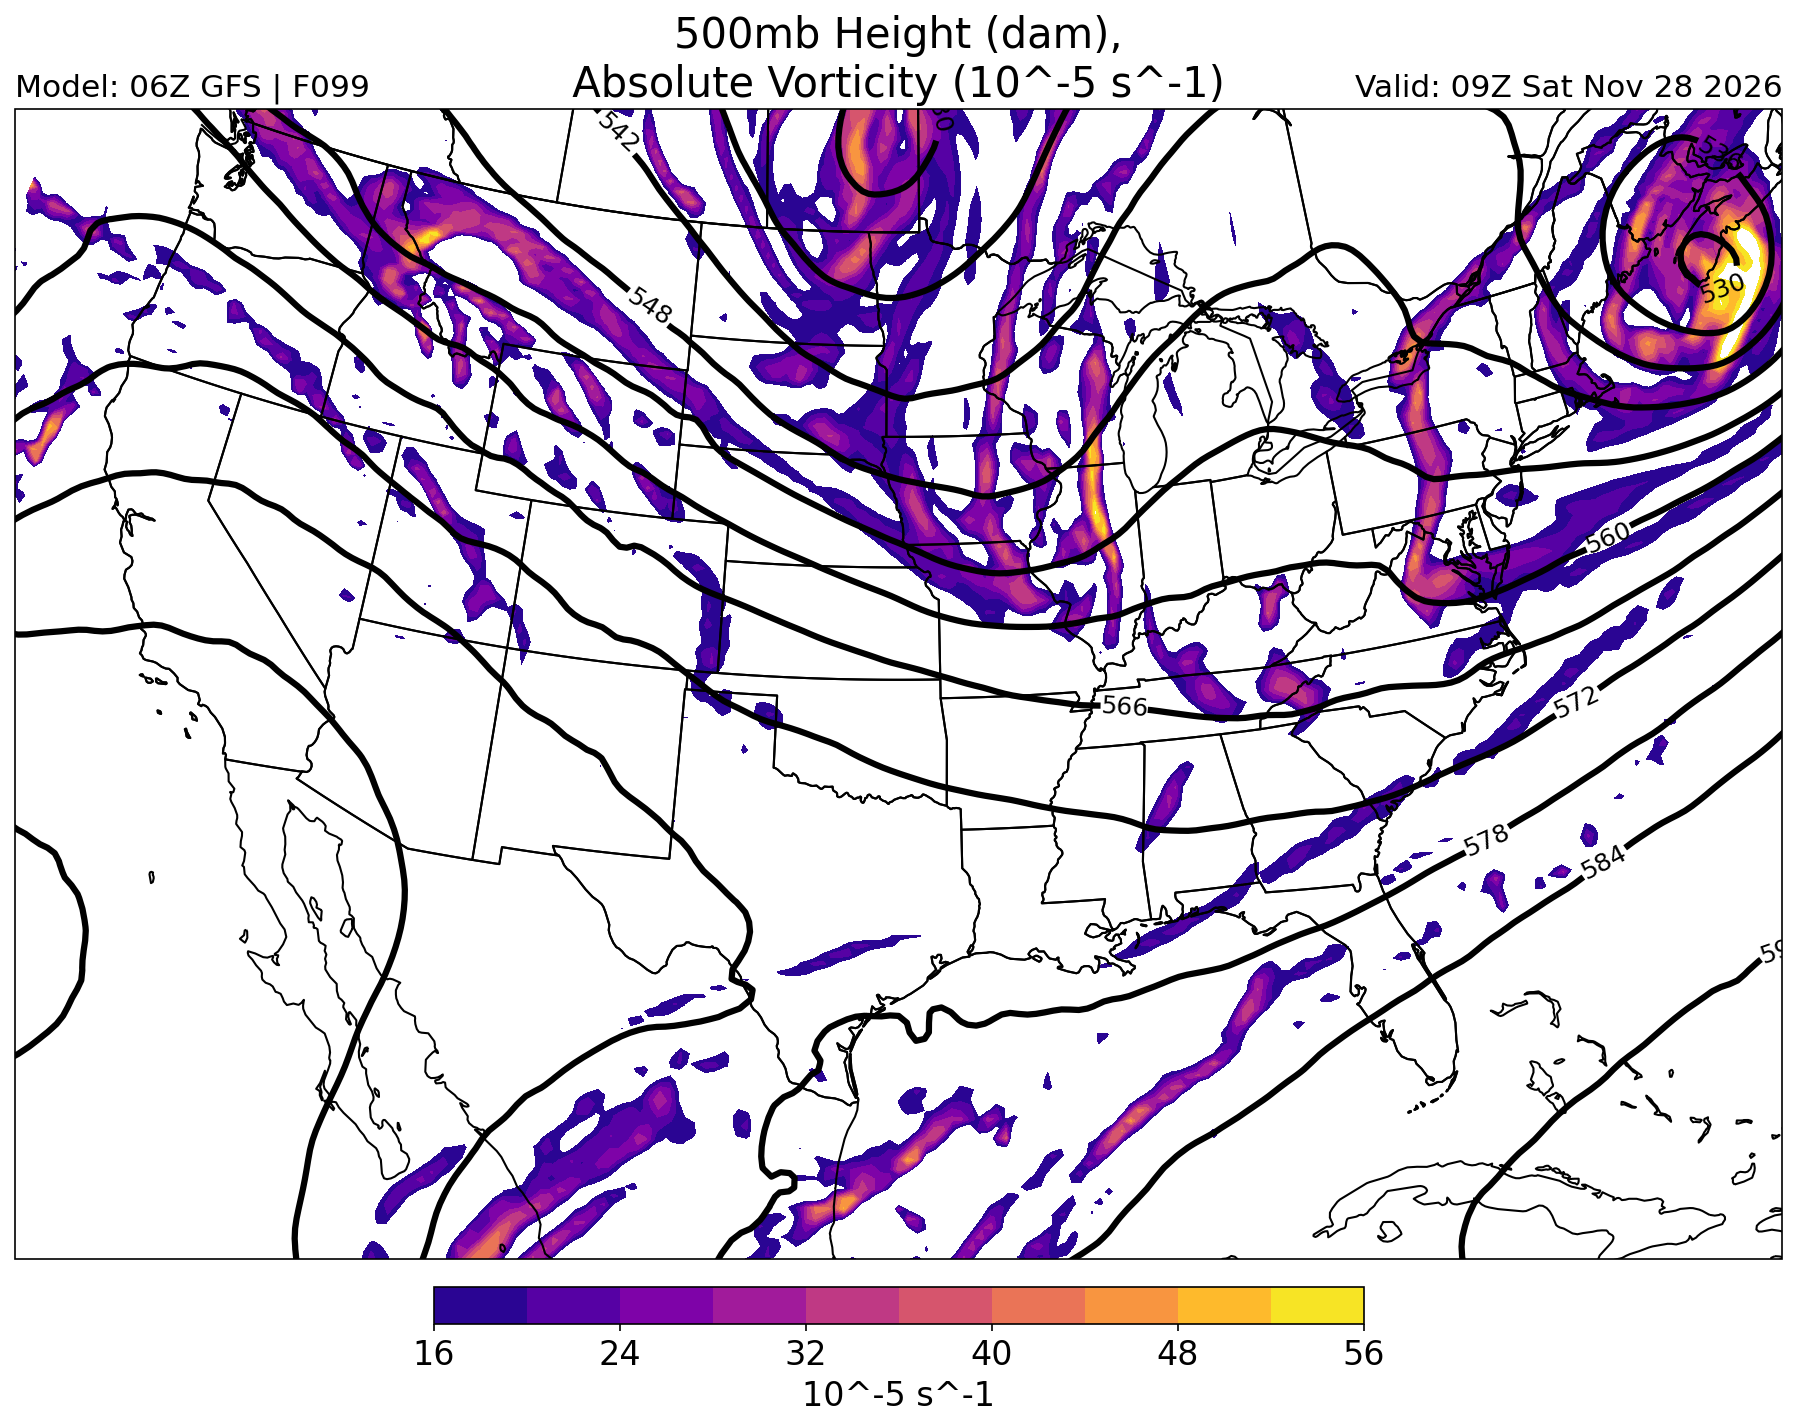 500mb Height (dam),
Absolute Vorticity (10^-5 s^-1)
Model: 06Z GFS | F099
Valid: 09Z Sat Nov 28 2026
542
536
530
548
560
566
572
578
584
16 24 32 40 48 56
10^-5 s^-1